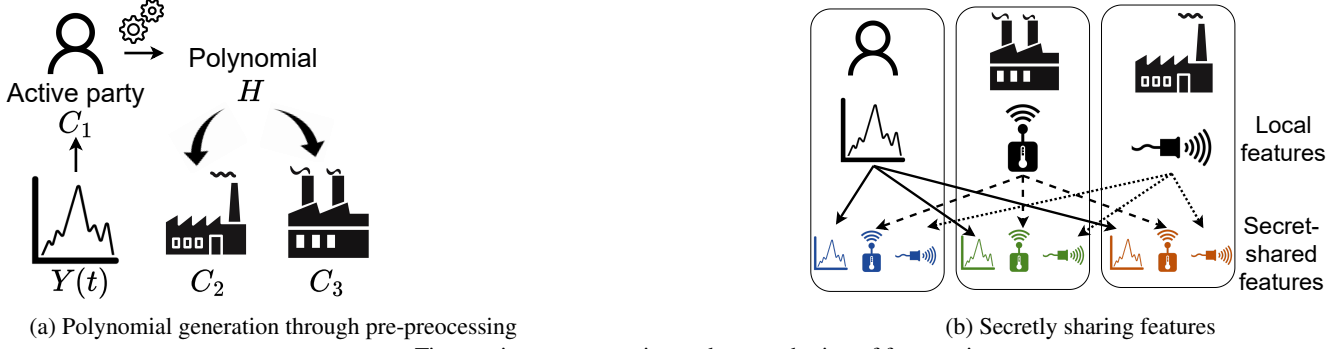 Active party
C₁
Polynomial
H
Y(t)
C₂
C₃
(a) Polynomial generation through pre-preocessing
Local
features
Secret-
shared
features
(b) Secretly sharing features